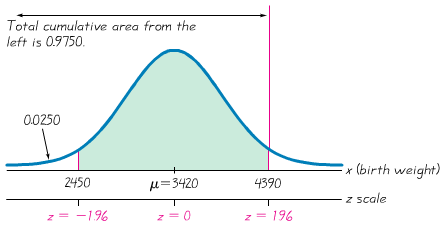 Total cumulative area from the
left is 0.9750.
0.0250
x (birth weight)
2450
μ=3420
4390
z scale
z = −1.96
z = 0
z = 1.96